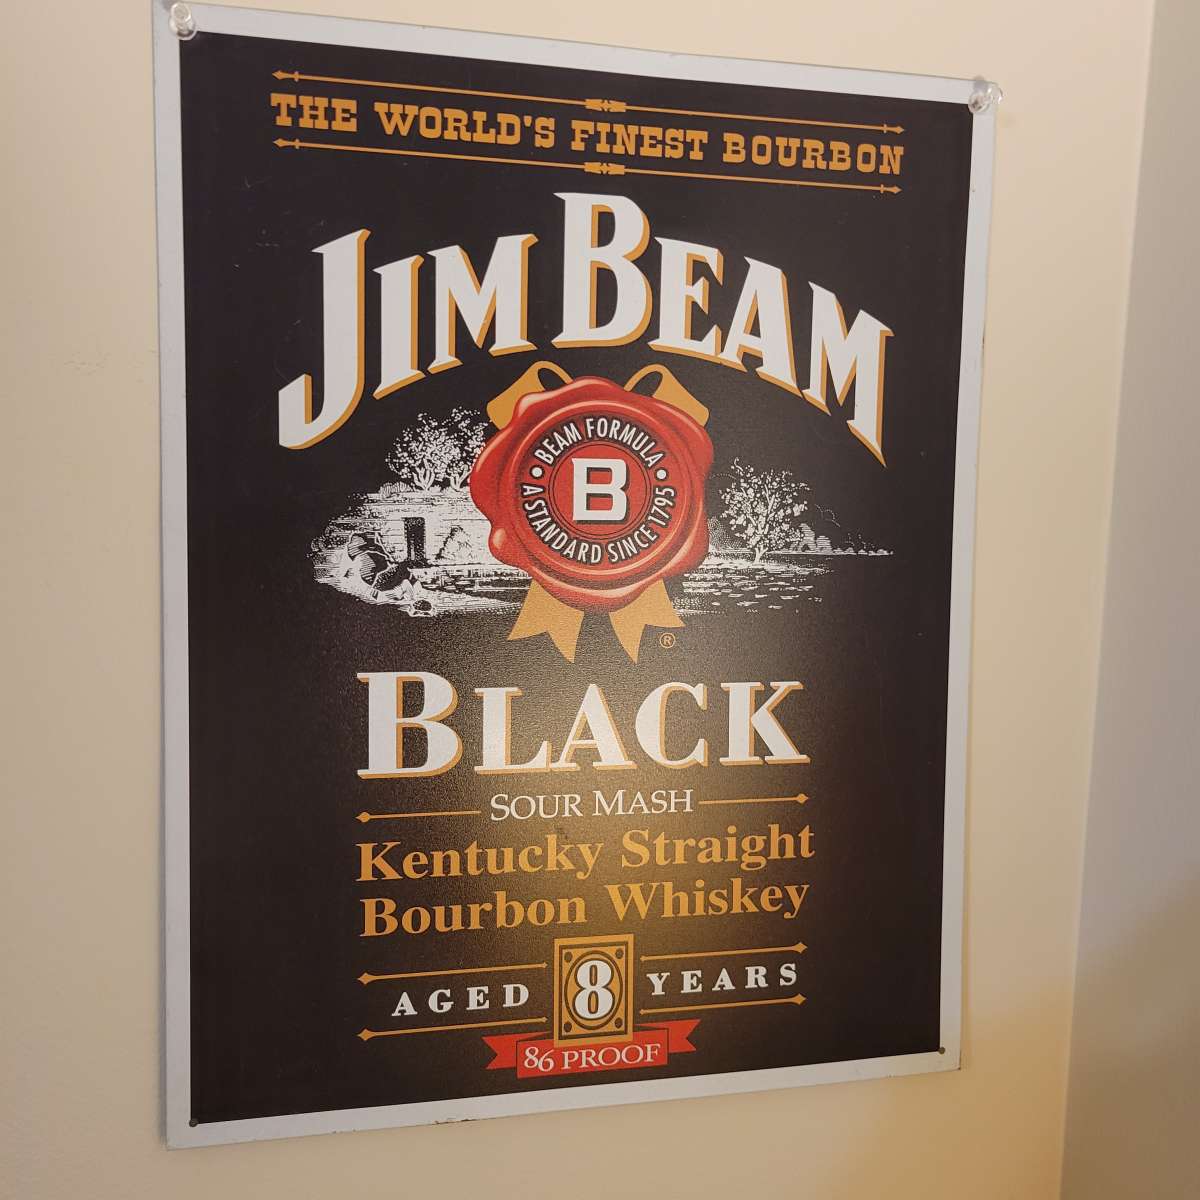 THE WORLD'S FINEST BOURBON
JIM BEAM
BEAM FORMULA
B
A STANDARD SINCE 1795
®
BLACK
SOUR MASH
Kentucky Straight
Bourbon Whiskey
AGED 8 YEARS
86 PROOF